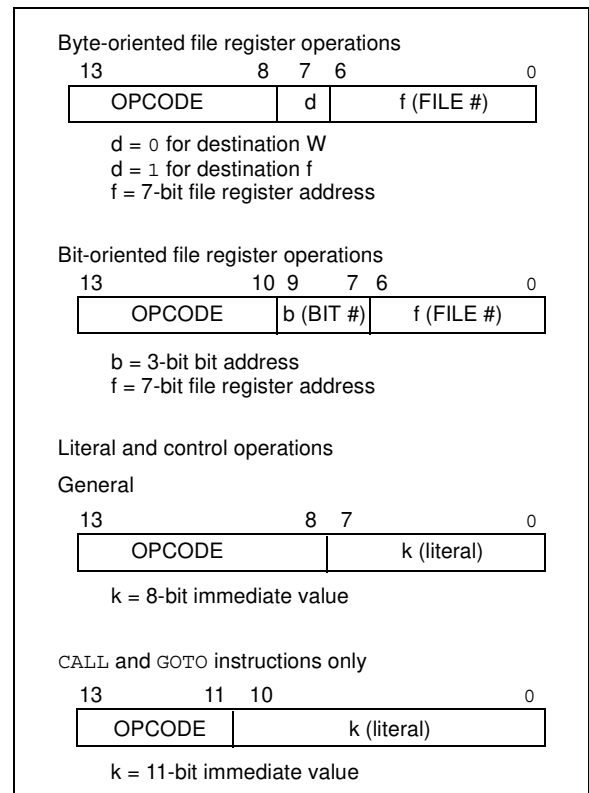 Byte-oriented file register operations
13 8 7 6 0
OPCODE d f (FILE #)
d = 0 for destination W
d = 1 for destination f
f = 7-bit file register address
Bit-oriented file register operations
13 10 9 7 6 0
OPCODE b (BIT #) f (FILE #)
b = 3-bit bit address
f = 7-bit file register address
Literal and control operations
General
13 8 7 0
OPCODE k (literal)
k = 8-bit immediate value
CALL and GOTO instructions only
13 11 10 0
OPCODE k (literal)
k = 11-bit immediate value